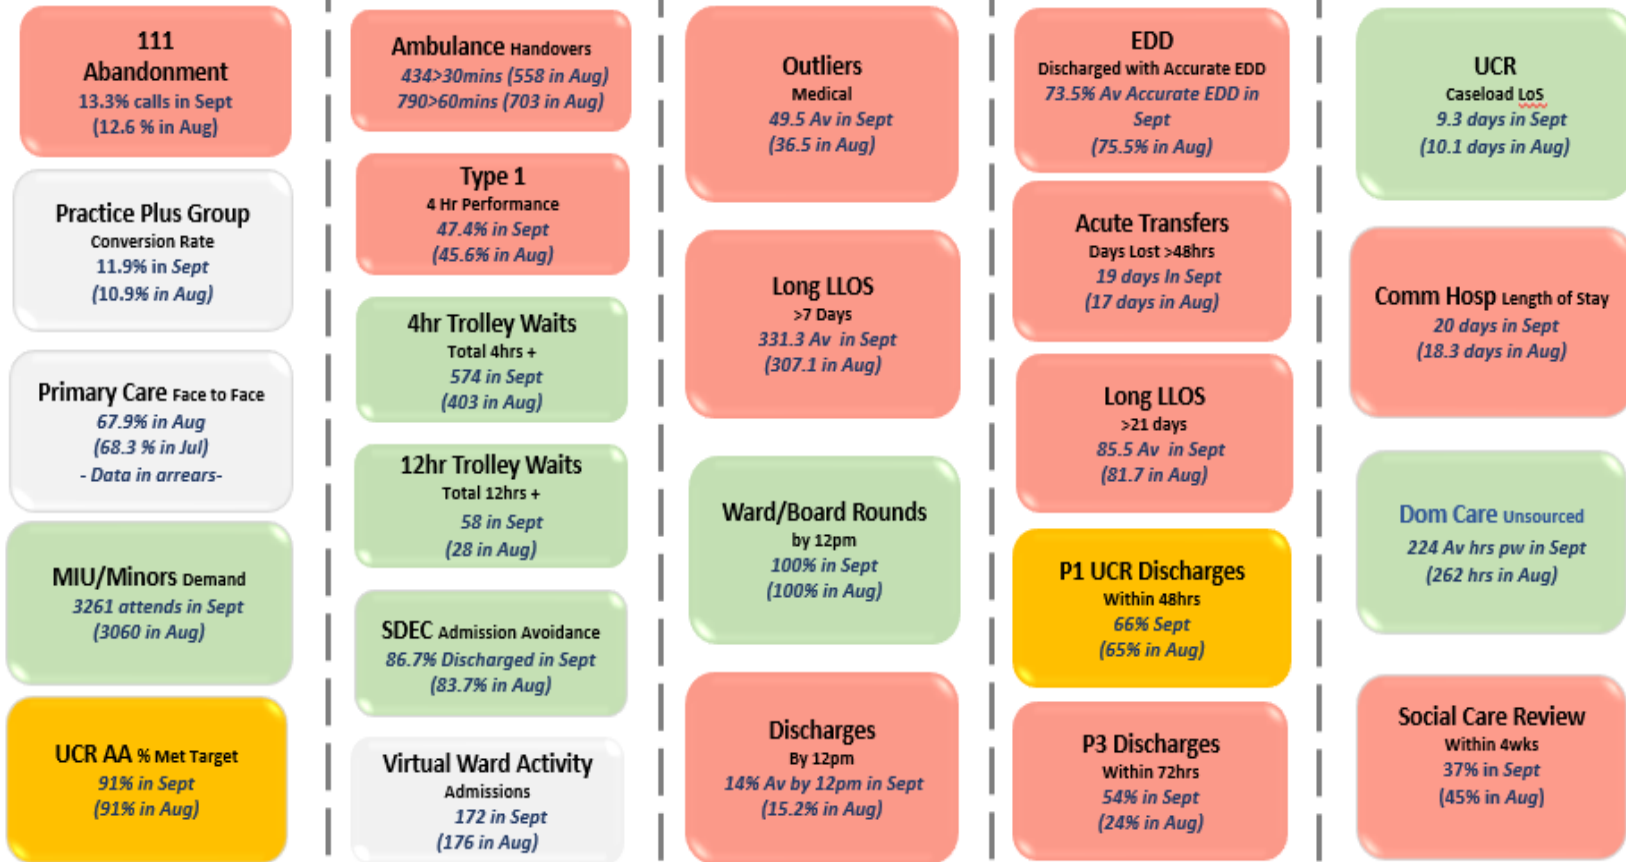 111
Abandonment
13.3% calls in Sept
(12.6 % in Aug)
Practice Plus Group
Conversion Rate
11.9% in Sept
(10.9% in Aug)
Primary Care Face to Face
67.9% in Aug
(68.3 % in Jul)
- Data in arrears-
MIU/Minors Demand
3261 attends in Sept
(3060 in Aug)
UCR AA % Met Target
91% in Sept
(91% in Aug)
Ambulance Handovers
434>30mins (558 in Aug)
790>60mins (703 in Aug)
Type 1
4 Hr Performance
47.4% in Sept
(45.6% in Aug)
4hr Trolley Waits
Total 4hrs +
574 in Sept
(403 in Aug)
12hr Trolley Waits
Total 12hrs +
58 in Sept
(28 in Aug)
SDEC Admission Avoidance
86.7% Discharged in Sept
(83.7% in Aug)
Virtual Ward Activity
Admissions
172 in Sept
(176 in Aug)
Outliers
Medical
49.5 Av in Sept
(36.5 in Aug)
Long LLOS
>7 Days
331.3 Av in Sept
(307.1 in Aug)
Ward/Board Rounds
by 12pm
100% in Sept
(100% in Aug)
Discharges
By 12pm
14% Av by 12pm in Sept
(15.2% in Aug)
EDD
Discharged with Accurate EDD
73.5% Av Accurate EDD in
Sept
(75.5% in Aug)
Acute Transfers
Days Lost >48hrs
19 days In Sept
(17 days in Aug)
Long LLOS
>21 days
85.5 Av in Sept
(81.7 in Aug)
P1 UCR Discharges
Within 48hrs
66% Sept
(65% in Aug)
P3 Discharges
Within 72hrs
54% in Sept
(24% in Aug)
UCR
Caseload LoS
9.3 days in Sept
(10.1 days in Aug)
Comm Hosp Length of Stay
20 days in Sept
(18.3 days in Aug)
Dom Care Unsourced
224 Av hrs pw in Sept
(262 hrs in Aug)
Social Care Review
Within 4wks
37% in Sept
(45% in Aug)